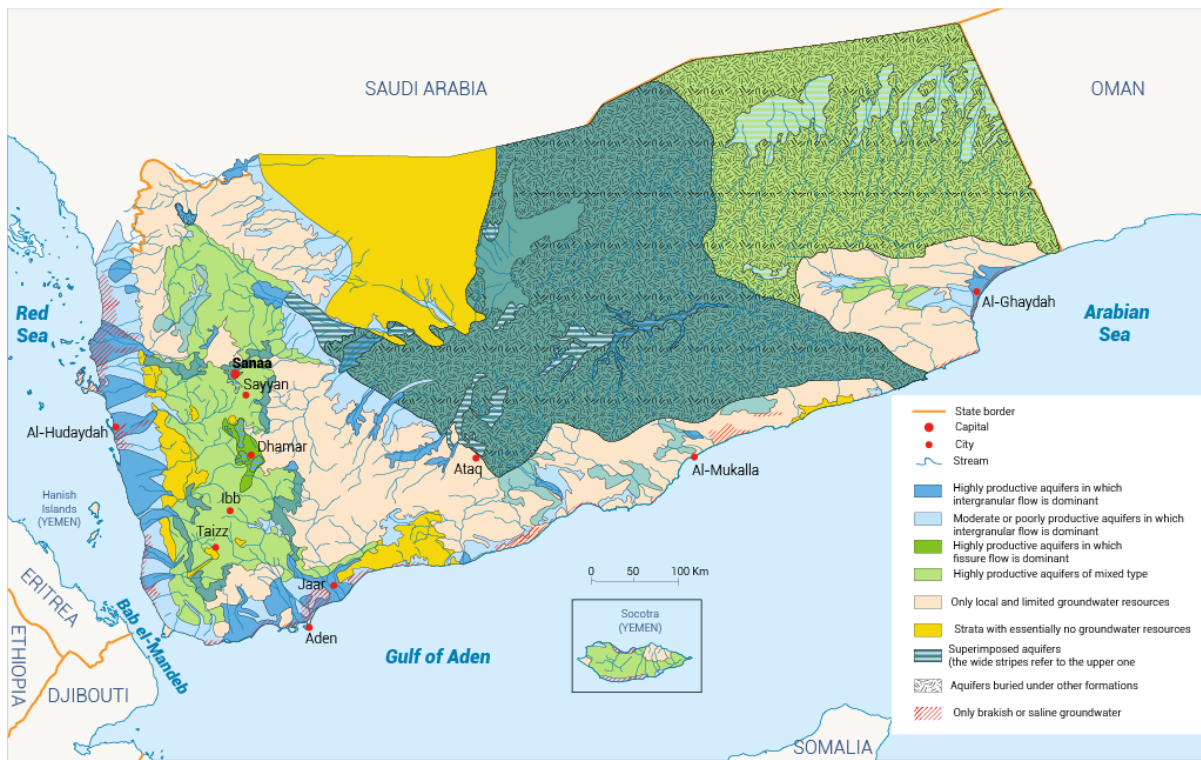 SAUDI ARABIA
OMAN
Red
Sea
Arabian
Sea
Al-Ghaydah
Sanaa
Sayyan
Al-Hudaydah
Dhamar
Ataq
Al-Mukalla
Hanish
Islands
(YEMEN)
Ibb
Taizz
Jaar
Aden
ERITREA
ETHIOPIA
DJIBOUTI
Bab el-Mandeb
Gulf of Aden
0 50 100 Km
Socotra
(YEMEN)
SOMALIA
State border
Capital
City
Stream
Highly productive aquifers in which
intergranular flow is dominant
Moderate or poorly productive aquifers in which
intergranular flow is dominant
Highly productive aquifers in which
fissure flow is dominant
Highly productive aquifers of mixed type
Only local and limited groundwater resources
Strata with essentially no groundwater resources
Superimposed aquifers
(the wide stripes refer to the upper one
Aquifers buried under other formations
Only brakish or saline groundwater